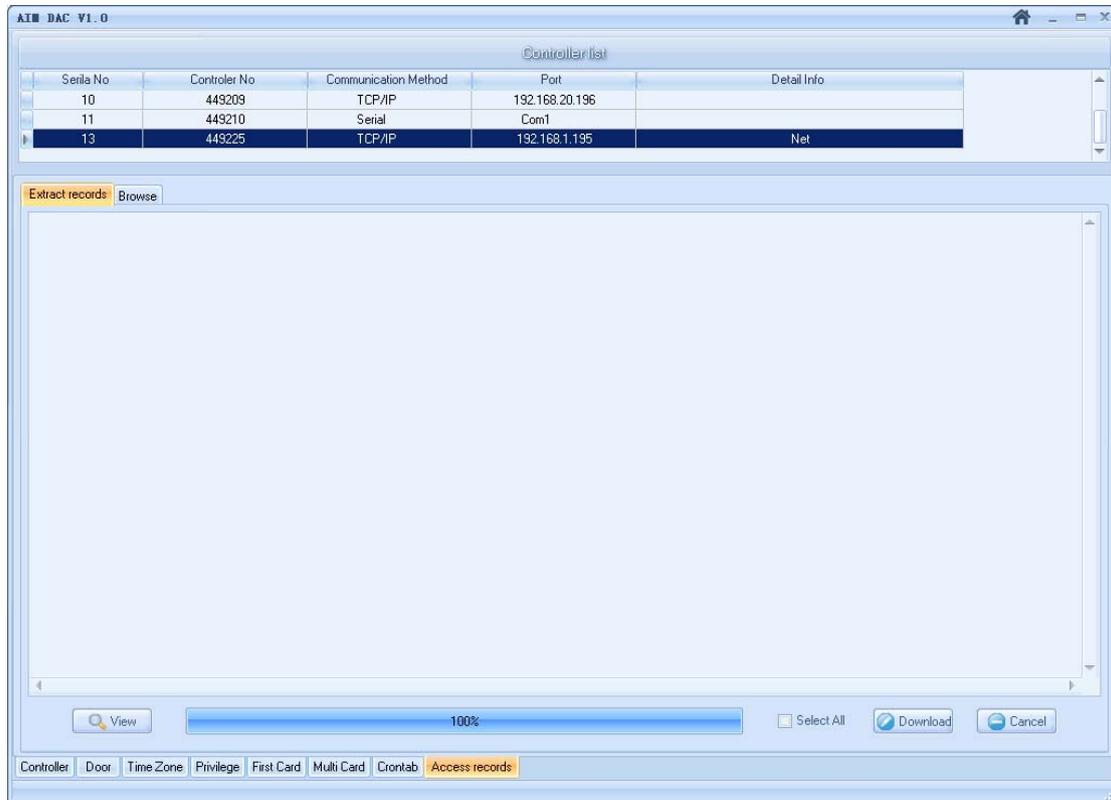 AIM DAC V1.0
Controller list
Serila No Controler No Communication Method Port Detail Info
10 449209 TCP/IP 192.168.20.196
11 449210 Serial Com1
13 449225 TCP/IP 192.168.1.195 Net
Extract records Browse
View 100% Select All Download Cancel
Controller Door Time Zone Privilege First Card Multi Card Crontab Access records